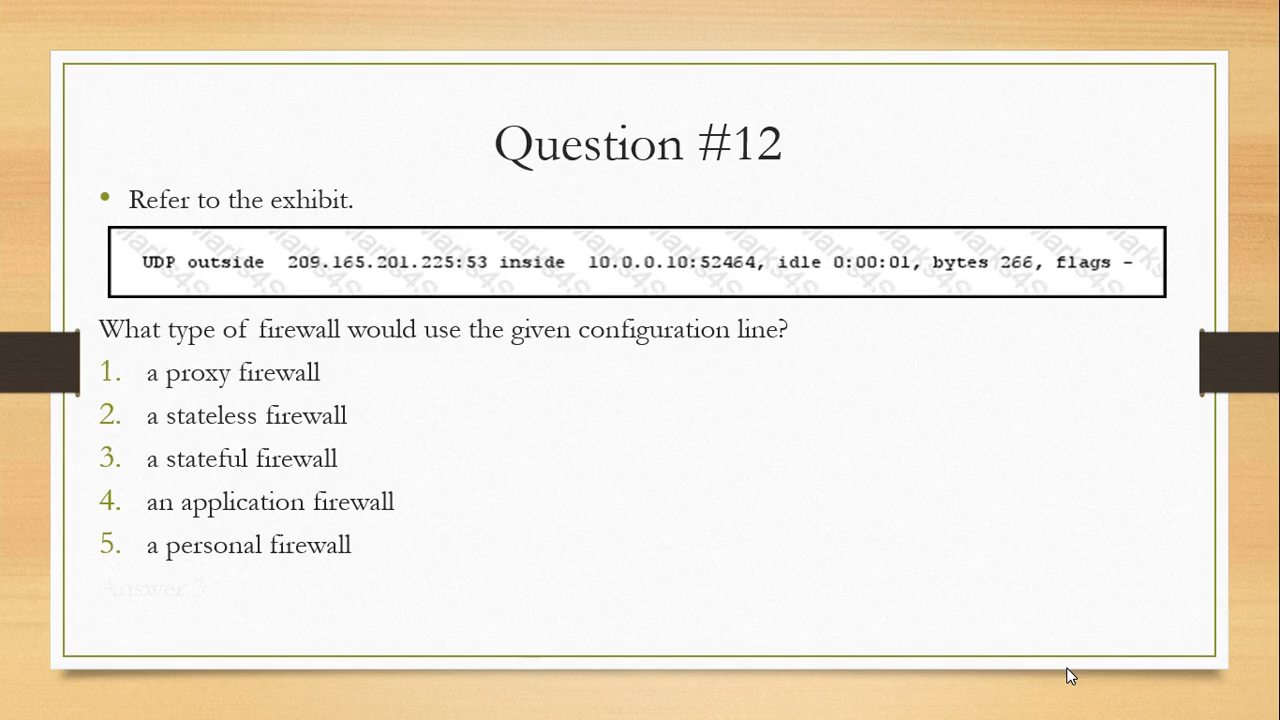 Question #12
• Refer to the exhibit.
UDP outside 209.165.201.225:53 inside 10.0.0.10:52464, idle 0:00:01, bytes 266, flags -
What type of firewall would use the given configuration line?
1. a proxy firewall
2. a stateless firewall
3. a stateful firewall
4. an application firewall
5. a personal firewall
Answer 3